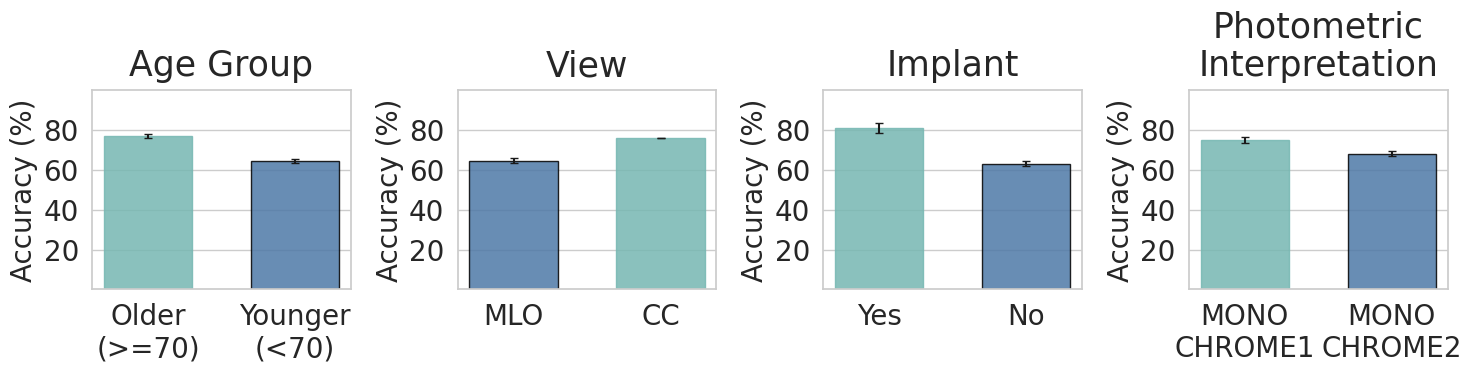 Age Group
Accuracy (%)
80
60
40
20
Older
(>=70)
Younger
(<70)
View
Accuracy (%)
80
60
40
20
MLO
CC
Implant
Accuracy (%)
80
60
40
20
Yes
No
Photometric
Interpretation
Accuracy (%)
80
60
40
20
MONO
CHROME1
MONO
CHROME2